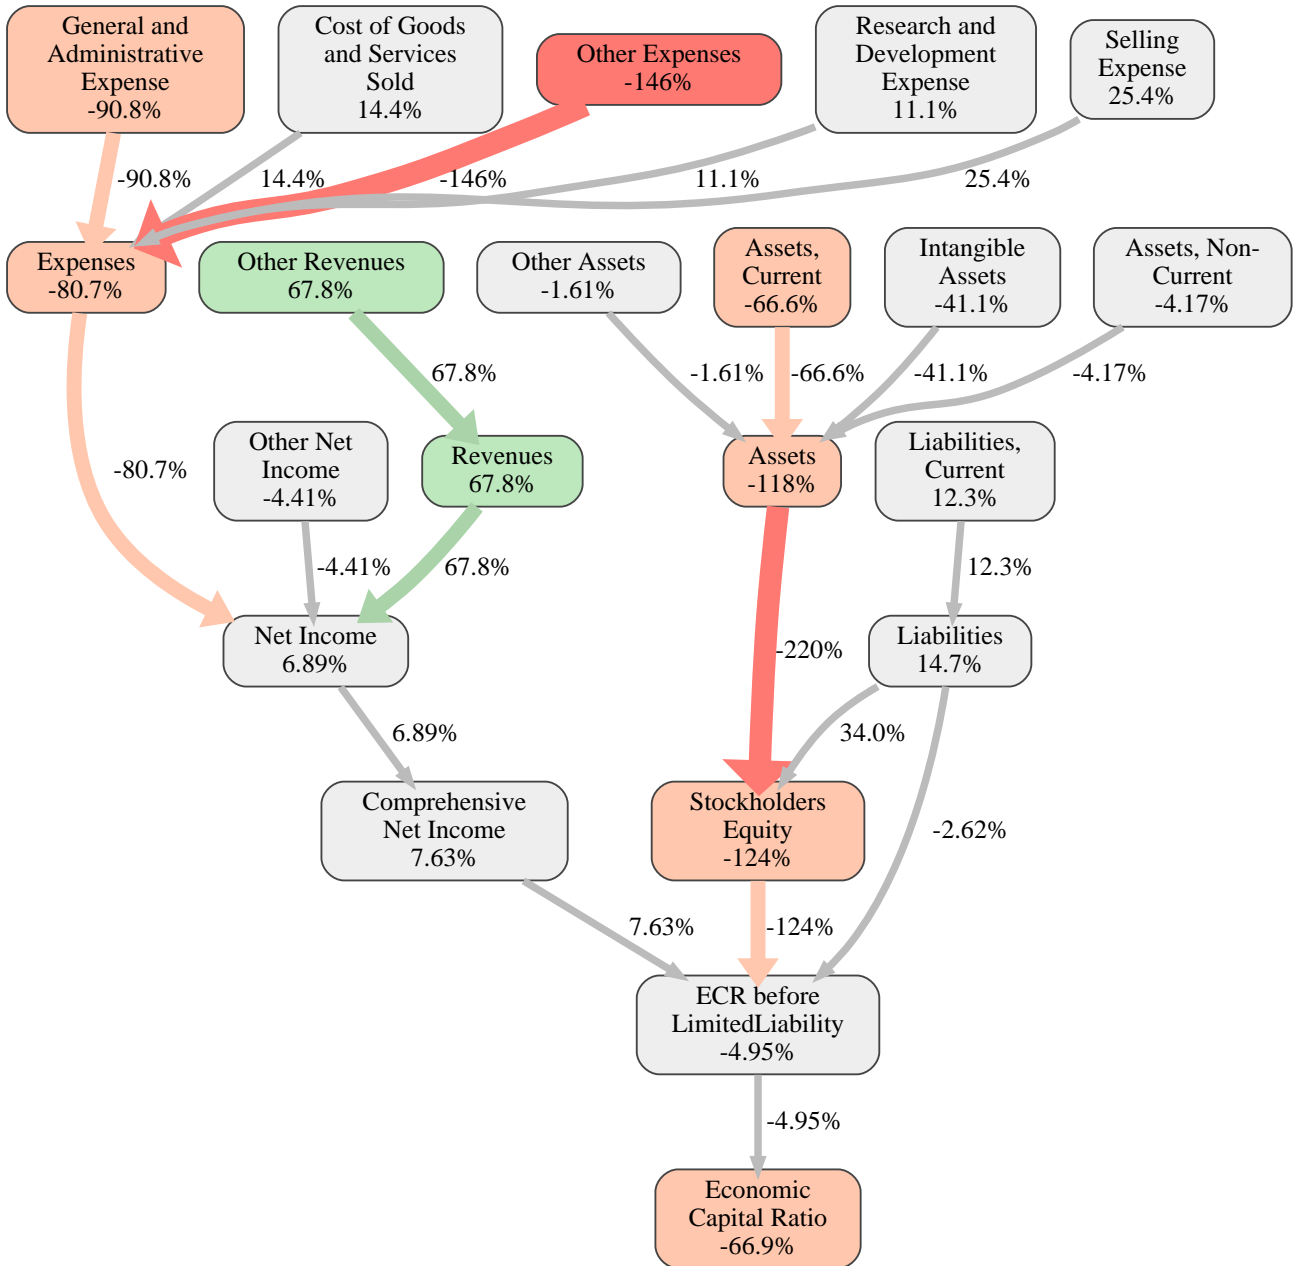 General and
Administrative
Expense
-90.8%
Cost of Goods
and Services
Sold
14.4%
Other Expenses
-146%
Research and
Development
Expense
11.1%
Selling
Expense
25.4%
-90.8%
14.4%
-146%
11.1%
25.4%
Expenses
-80.7%
Other Revenues
67.8%
Other Assets
-1.61%
Assets,
Current
-66.6%
Intangible
Assets
-41.1%
Assets, Non-
Current
-4.17%
67.8%
-1.61%
-66.6%
-41.1%
-4.17%
-80.7%
Other Net
Income
-4.41%
Revenues
67.8%
Assets
-118%
Liabilities,
Current
12.3%
-4.41%
67.8%
12.3%
Net Income
6.89%
-220%
Liabilities
14.7%
6.89%
34.0%
Comprehensive
Net Income
7.63%
Stockholders
Equity
-124%
-2.62%
7.63%
-124%
ECR before
LimitedLiability
-4.95%
-4.95%
Economic
Capital Ratio
-66.9%